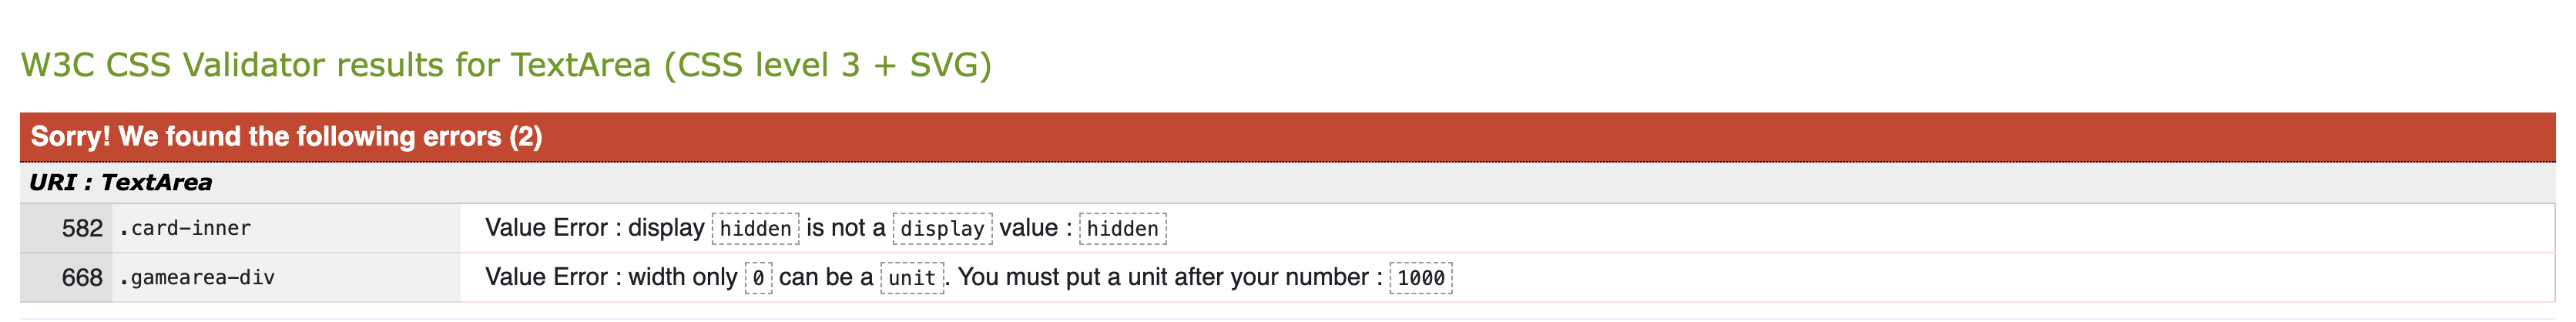 W3C CSS Validator results for TextArea (CSS level 3 + SVG)
Sorry! We found the following errors (2)
URI : TextArea
582 .card-inner Value Error : display hidden is not a display value : hidden
668 .gamearea-div Value Error : width only 0 can be a unit. You must put a unit after your number : 1000